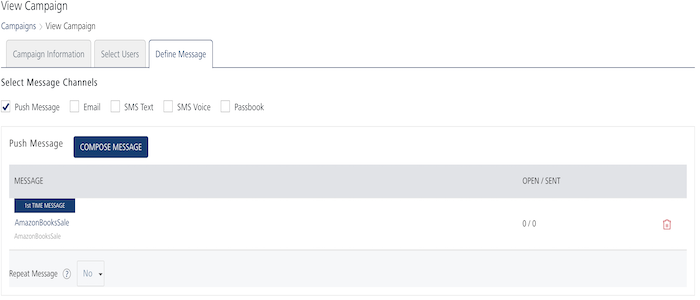 View Campaign
Campaigns > View Campaign
Campaign Information Select Users Define Message
Select Message Channels
Push Message Email SMS Text SMS Voice Passbook
Push Message COMPOSE MESSAGE
MESSAGE OPEN / SENT
1st TIME MESSAGE
AmazonBooksSale 0 / 0
AmazonBooksSale
Repeat Message ? No